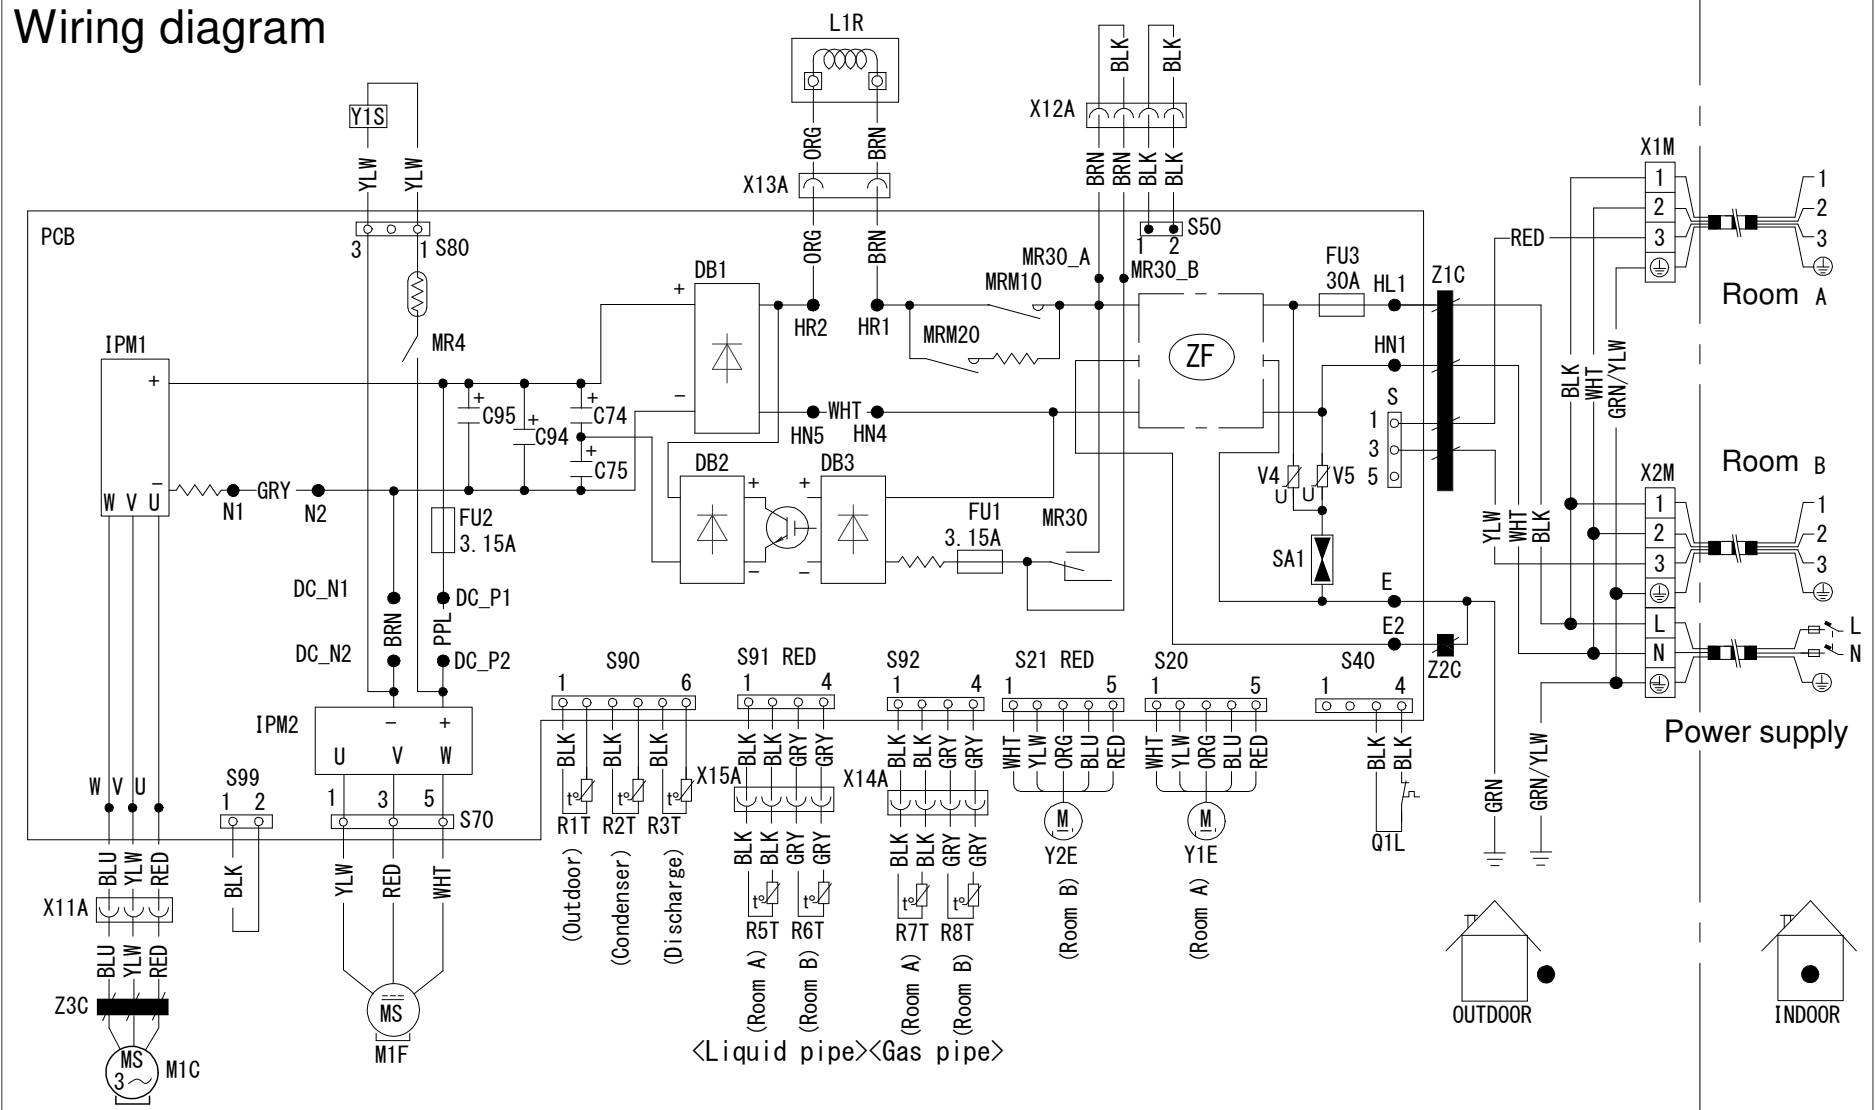 Wiring diagram
L1R
X12A
BLK BLK
Y1S
YLW YLW
ORG BRN
X13A
BRN BRN BLK BLK
X1M
1
2
3
1
2
3
Room A
PCB
3 1 S80
ORG BRN
1 2 S50
RED
MR30_A
MR30_B
MRM10
FU3
30A
HL1
Z1C
DB1
+
−
HR2
HR1
MRM20
ZF
HN1
MR4
IPM1
+
−
W V U
C95
+
C94
+
C74
+
C75
+
HN5
WHT
HN4
S
1
3
5
BLK
WHT
GRN/YLW
Room B
X2M
1
2
3
L
N
1
2
3
L
N
Power supply
N1
GRY
N2
DB2
+
−
DB3
+
−
FU1
3.15A
MR30
V4
U
U
V5
SA1
YLW
WHT
BLK
FU2
3.15A
DC_N1
DC_P1
BRN
PPL
DC_N2
DC_P2
E
E2
Z2C
IPM2
− +
U V W
S90
1 6
S91 RED
1 4
S92
1 4
S21 RED
1 5
S20
1 5
S40
1 4
BLK BLK BLK
BLK BLK GRY GRY
BLK BLK GRY GRY
WHT YLW ORG BLU RED
WHT YLW ORG BLU RED
BLK BLK
GRN
GRN/YLW
W V U
S99
1 2
1 3 5
S70
t° t° t°
R1T R2T R3T
(Outdoor)
(Condenser)
(Discharge)
X15A
X14A
BLK BLK GRY GRY
BLK BLK GRY GRY
t° t° t° t°
R5T R6T
R7T R8T
(Room A)
(Room B)
(Room A)
(Room B)
<Liquid pipe><Gas pipe>
M
Y2E
(Room B)
M
Y1E
(Room A)
Q1L
BLU YLW RED
BLK
YLW RED WHT
X11A
BLU YLW RED
Z3C
MS
3
M1C
MS
M1F
OUTDOOR
INDOOR